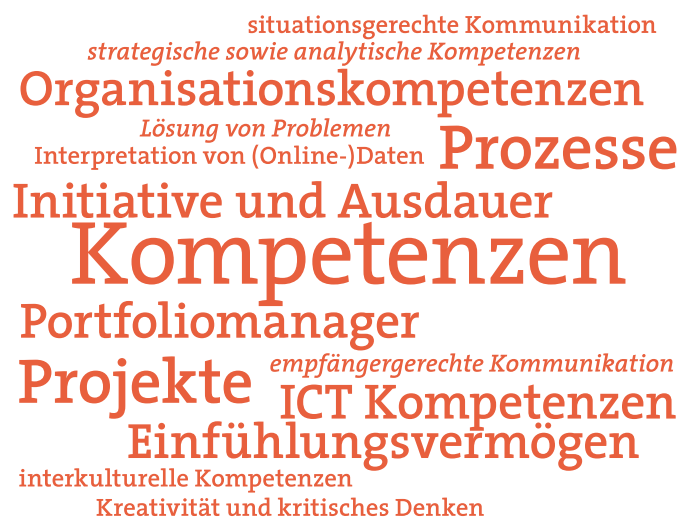 situationsgerechte Kommunikation
strategische sowie analytische Kompetenzen
Organisationskompetenzen
Lösung von Problemen
Prozesse
Interpretation von (Online-)Daten
Initiative und Ausdauer
Kompetenzen
Portfoliomanager
empfängergerechte Kommunikation
Projekte
ICT Kompetenzen
Einfühlungsvermögen
interkulturelle Kompetenzen
Kreativität und kritisches Denken